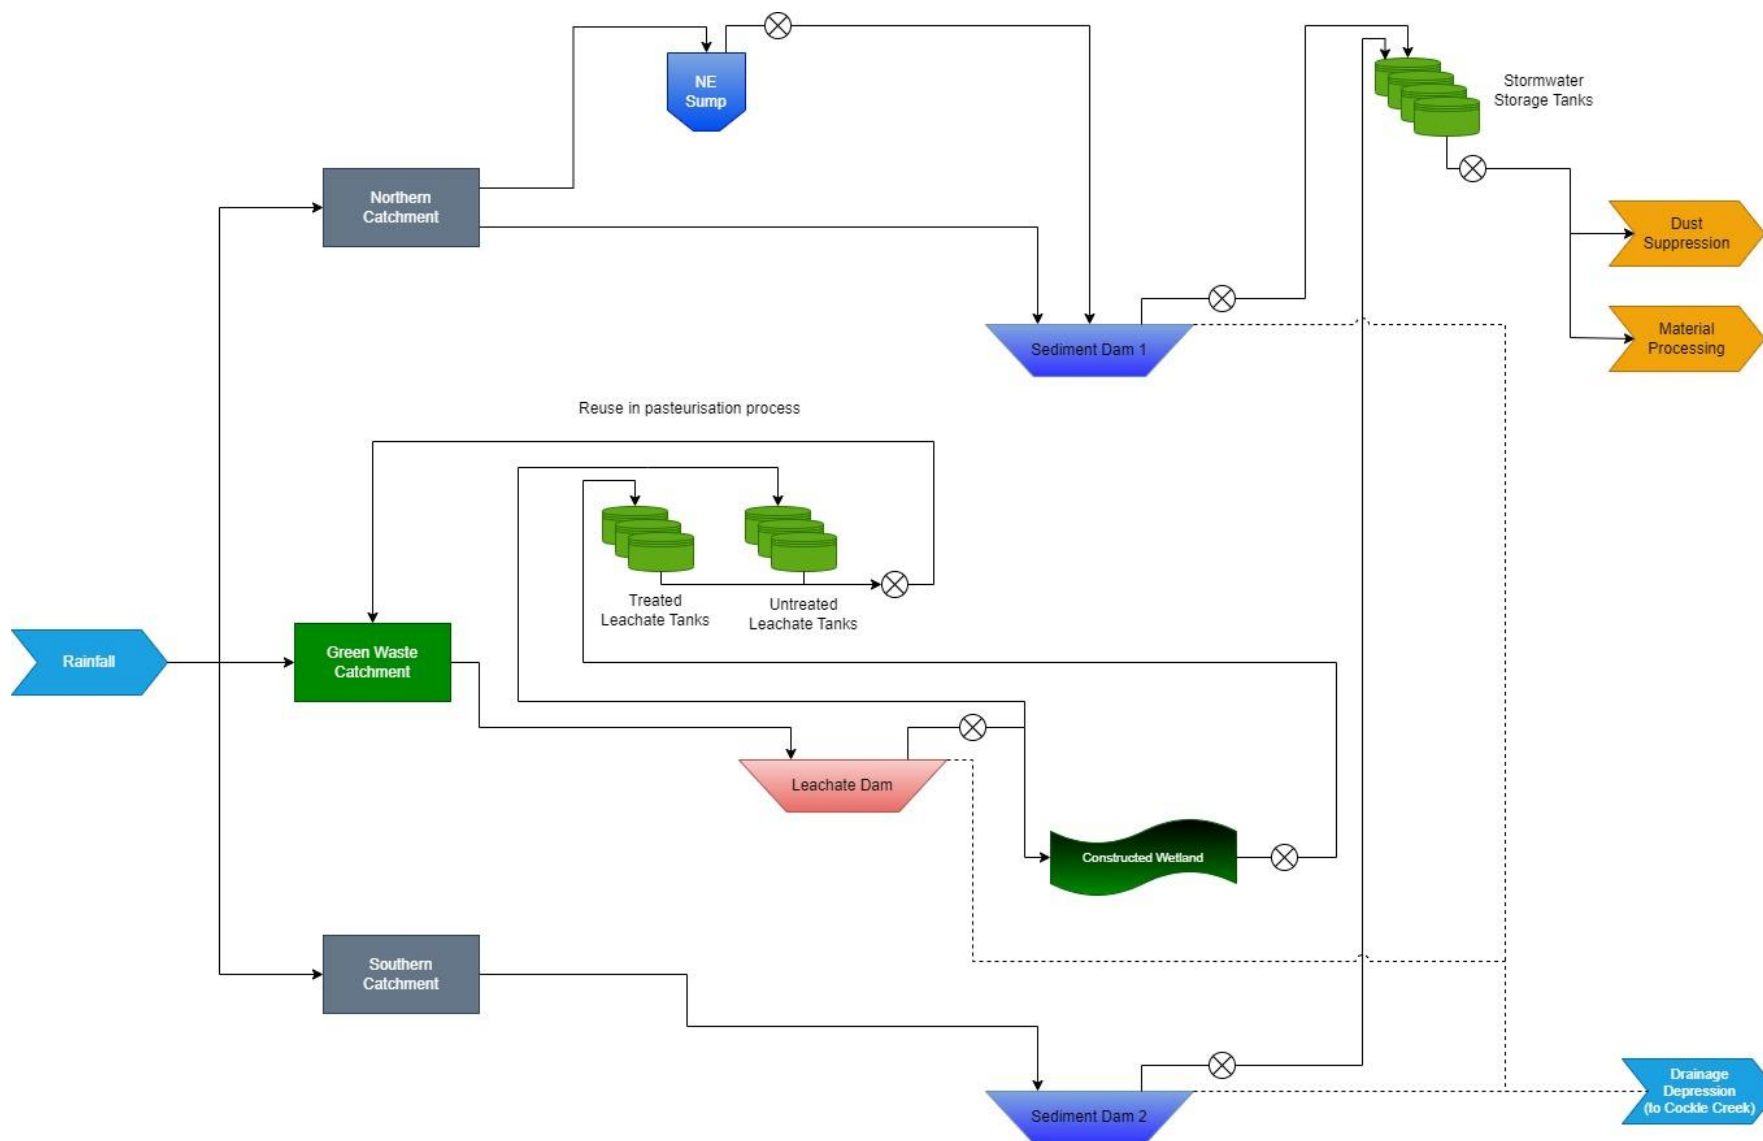 NE
Sump
Stormwater
Storage Tanks
Northern
Catchment
Dust
Suppression
Sediment Dam 1
Material
Processing
Reuse in pasteurisation process
Treated
Leachate Tanks
Untreated
Leachate Tanks
Rainfall
Green Waste
Catchment
Leachate Dam
Constructed Wetland
Southern
Catchment
Sediment Dam 2
Drainage
Depression
(to Cockle Creek)